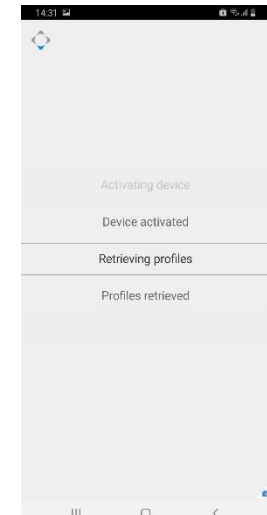 14:31
Activating device
Device activated
Retrieving profiles
Profiles retrieved